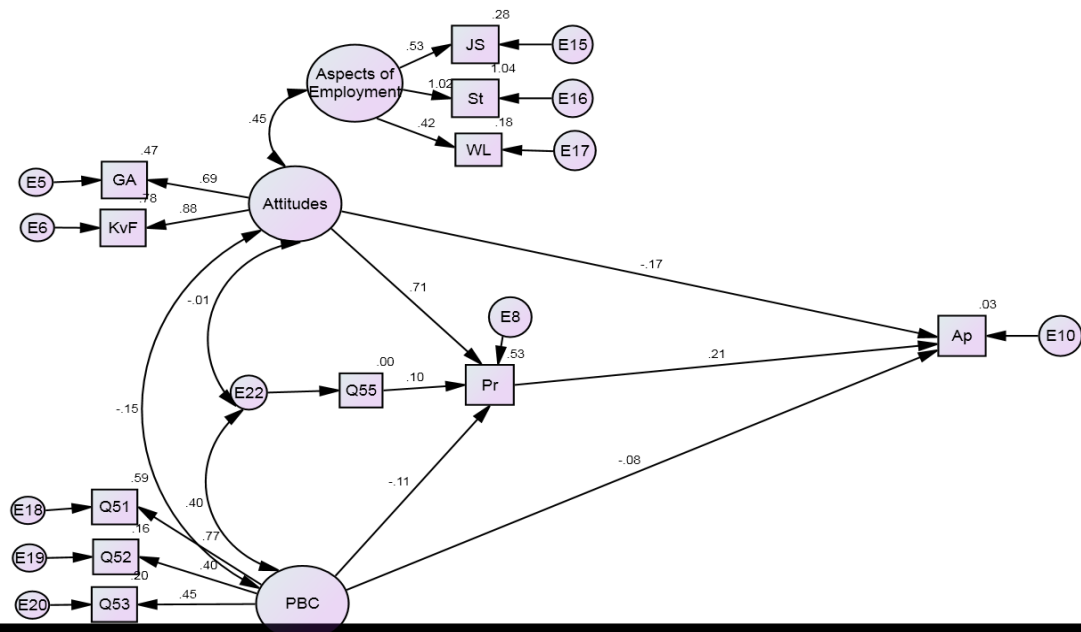 .28
.53
JS
E15
Aspects of
Employment
1.04
1.02
St
E16
.45
.42
.18
WL
E17
.47
E5
GA
.69
.78
E6
KvF
.88
Attitudes
-.17
-.01
.71
E8
.03
Ap
E10
.53
.21
.00
E22
Q55
.10
Pr
-.15
-.08
.59
-.11
E18
Q51
.40
.77
.16
E19
Q52
.40
.20
E20
Q53
.45
PBC